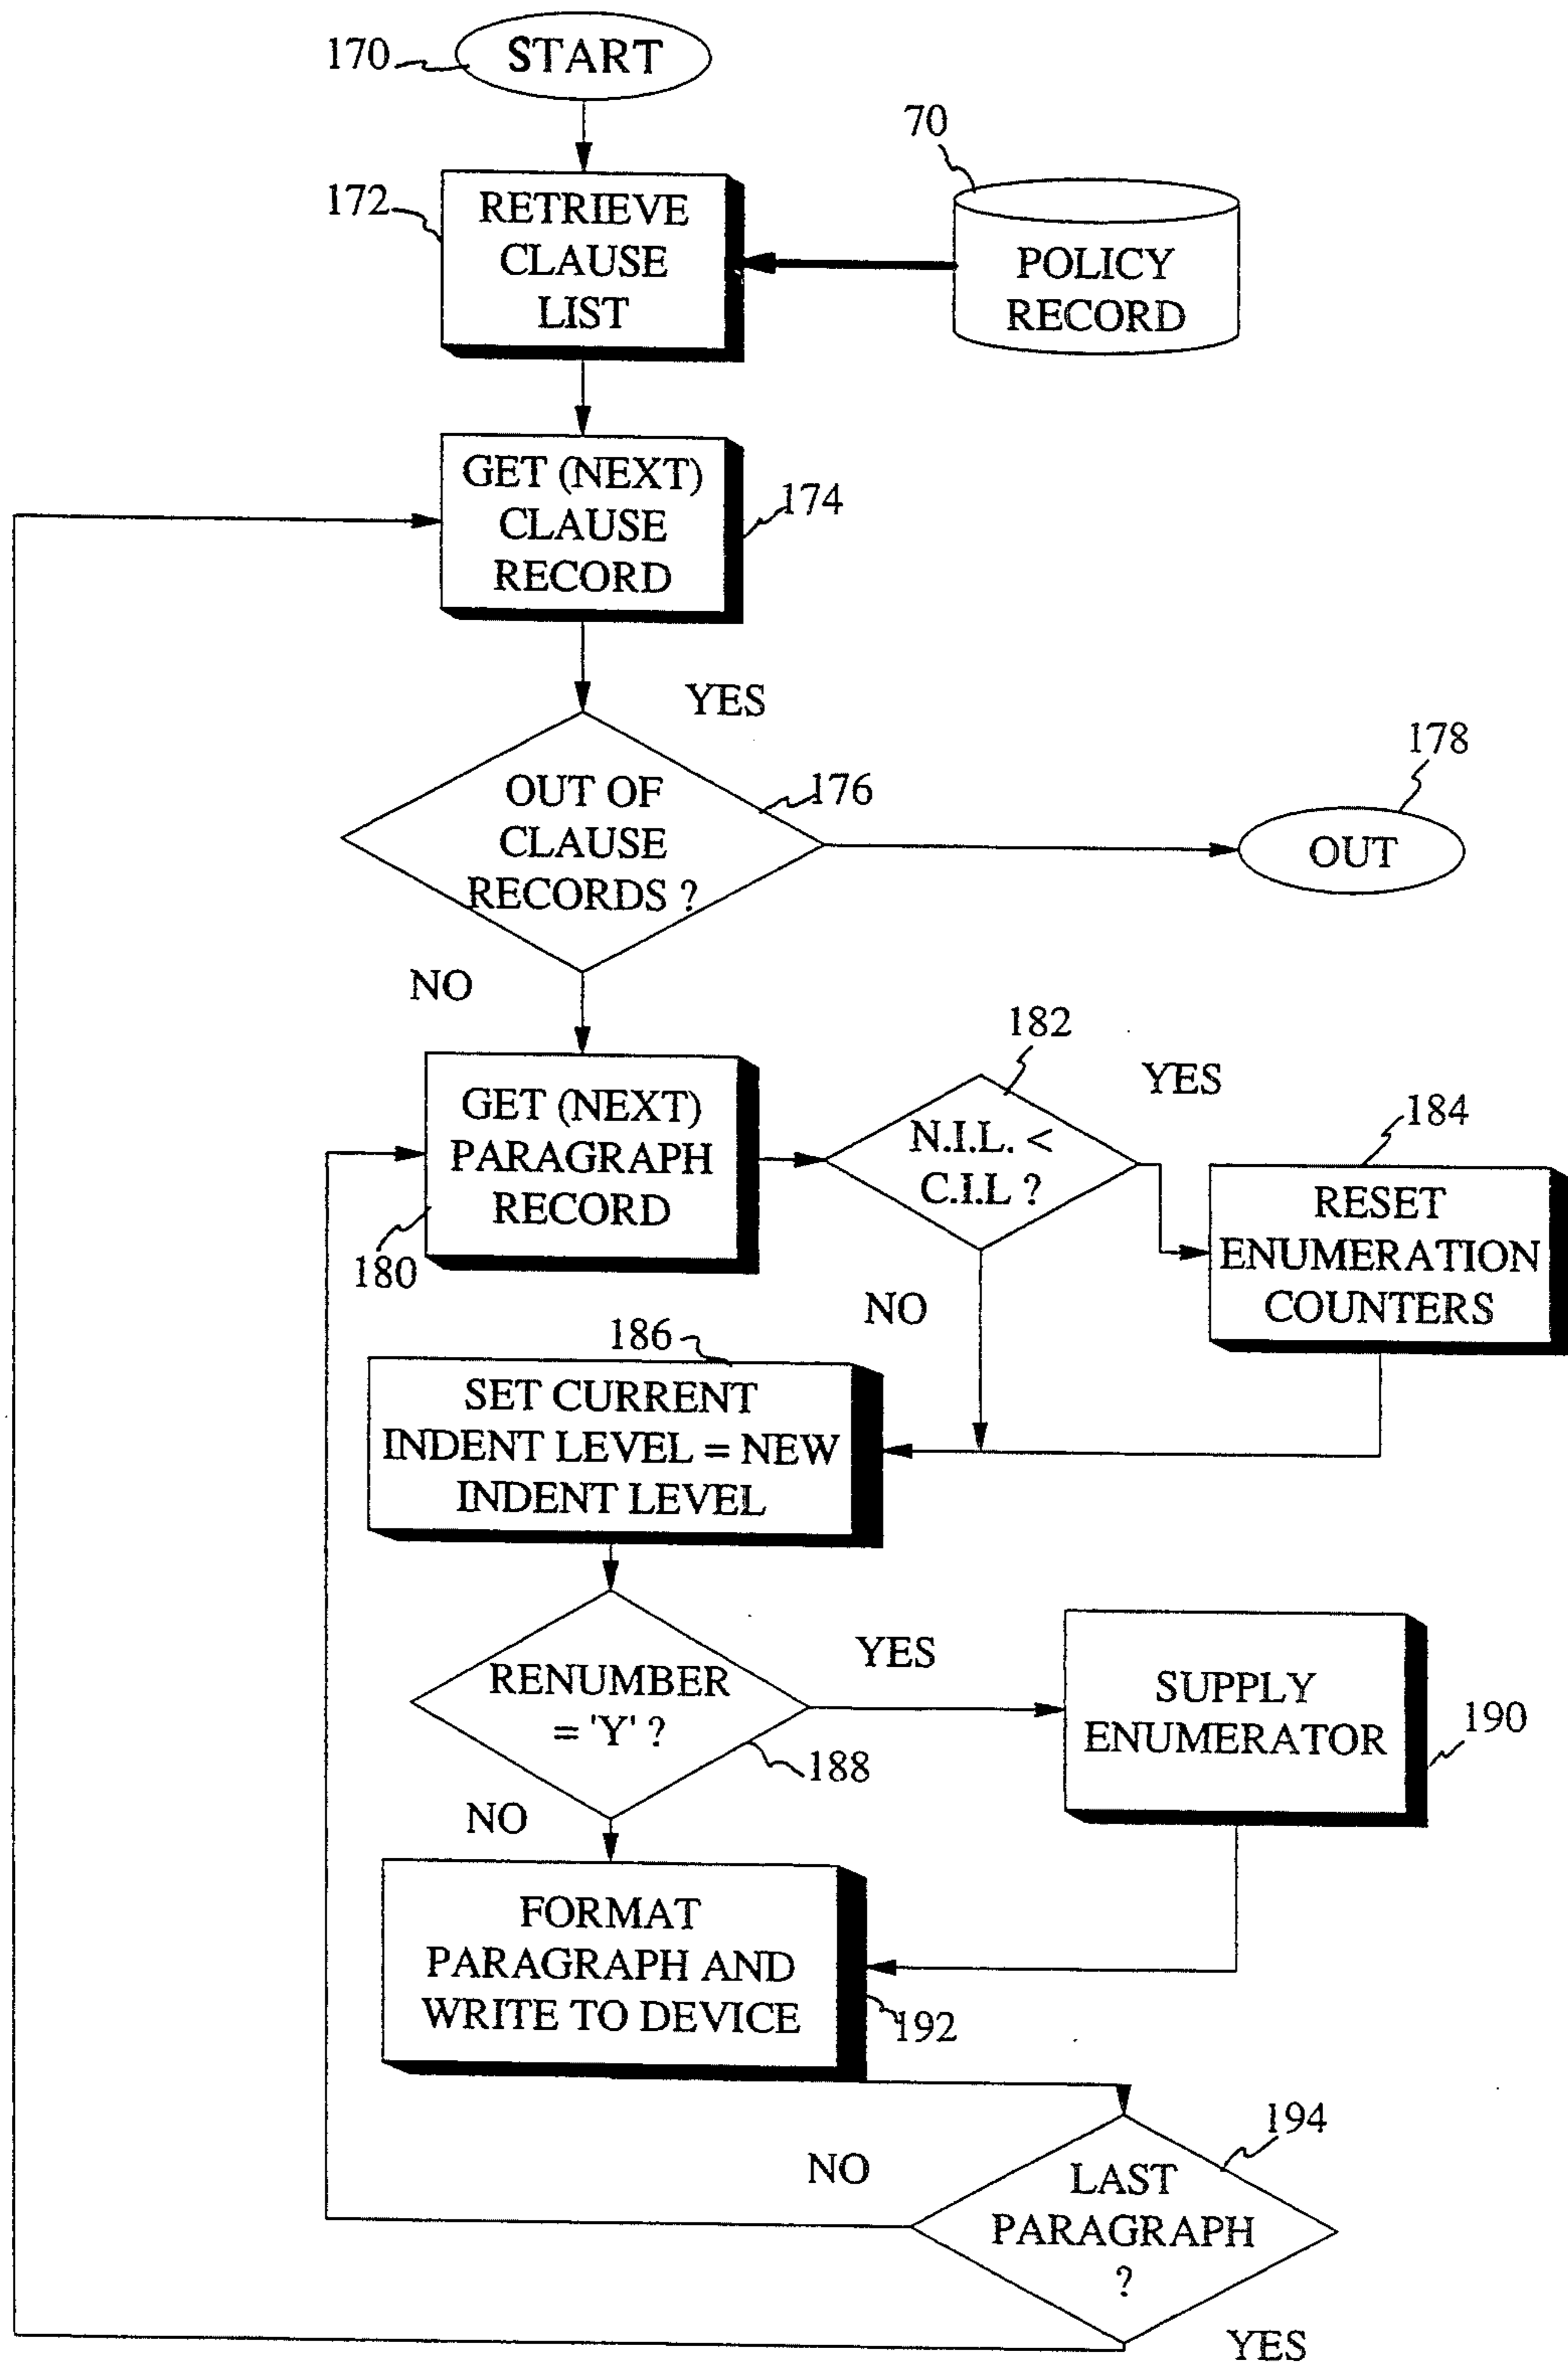 170
START
70
172
RETRIEVE
CLAUSE
LIST
POLICY
RECORD
GET (NEXT)
CLAUSE
RECORD
174
YES
OUT OF
CLAUSE
RECORDS ?
176
178
OUT
NO
GET (NEXT)
PARAGRAPH
RECORD
180
182
N.I.L. <
C.I.L ?
YES
184
RESET
ENUMERATION
COUNTERS
NO
186
SET CURRENT
INDENT LEVEL = NEW
INDENT LEVEL
RENUMBER
= 'Y' ?
188
YES
SUPPLY
ENUMERATOR
190
NO
FORMAT
PARAGRAPH AND
WRITE TO DEVICE
192
194
NO
LAST
PARAGRAPH
?
YES